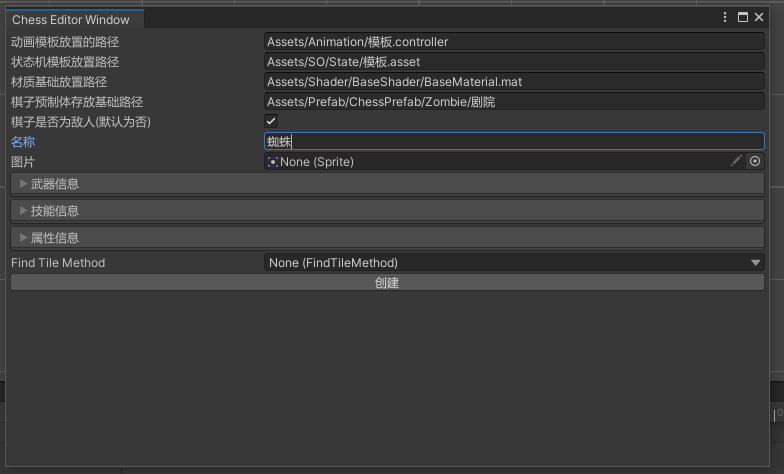 Chess Editor Window
动画模板放置的路径 Assets/Animation/模板.controller
状态机模板放置路径 Assets/SO/State/模板.asset
材质基础放置路径 Assets/Shader/BaseShader/BaseMaterial.mat
棋子预制体存放基础路径 Assets/Prefab/ChessPrefab/Zombie/剧院
棋子是否为敌人(默认为否)
名称 蜘蛛
图片 None (Sprite)
武器信息
技能信息
属性信息
Find Tile Method None (FindTileMethod)
创建
0